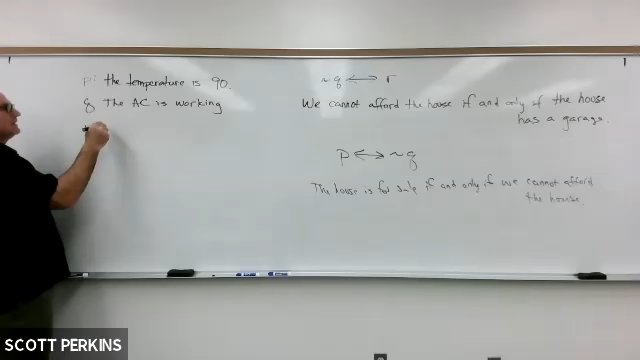 p: the temperature is 90.
q The AC is working
~q ⟷ r
We cannot afford the house if and only if the house
has a garage.
p ⟷ ~q
The house is for sale if and only if we cannot afford
the house.
SCOTT PERKINS